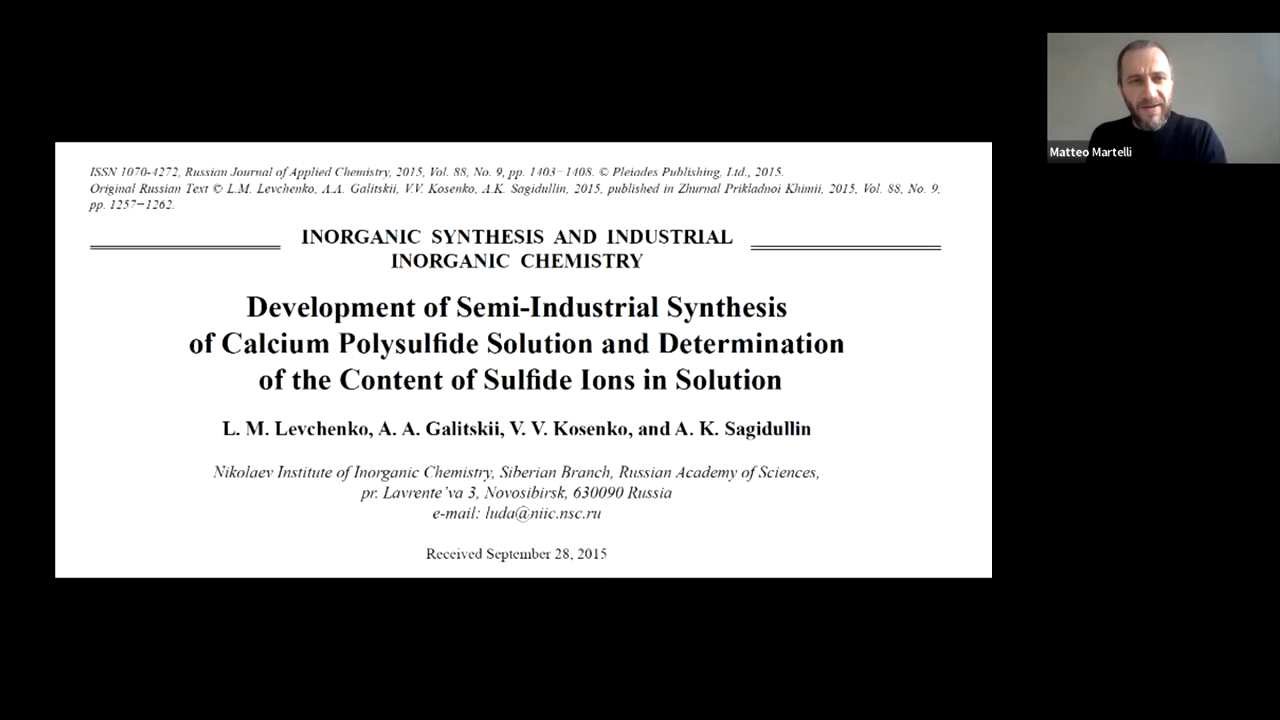 ISSN 1070-4272, Russian Journal of Applied Chemistry, 2015, Vol. 88, No. 9, pp. 1403−1408. © Pleiades Publishing, Ltd., 2015.
Original Russian Text © L.M. Levchenko, A.A. Galitskii, V.V. Kosenko, A.K. Sagidullin, 2015, published in Zhurnal Prikladnoi Khimii, 2015, Vol. 88, No. 9,
pp. 1257−1262.
INORGANIC SYNTHESIS AND INDUSTRIAL
INORGANIC CHEMISTRY
Development of Semi-Industrial Synthesis
of Calcium Polysulfide Solution and Determination
of the Content of Sulfide Ions in Solution
L. M. Levchenko, A. A. Galitskii, V. V. Kosenko, and A. K. Sagidullin
Nikolaev Institute of Inorganic Chemistry, Siberian Branch, Russian Academy of Sciences,
pr. Lavrente’va 3, Novosibirsk, 630090 Russia
e-mail: luda@niic.nsc.ru
Received September 28, 2015
Matteo Martelli